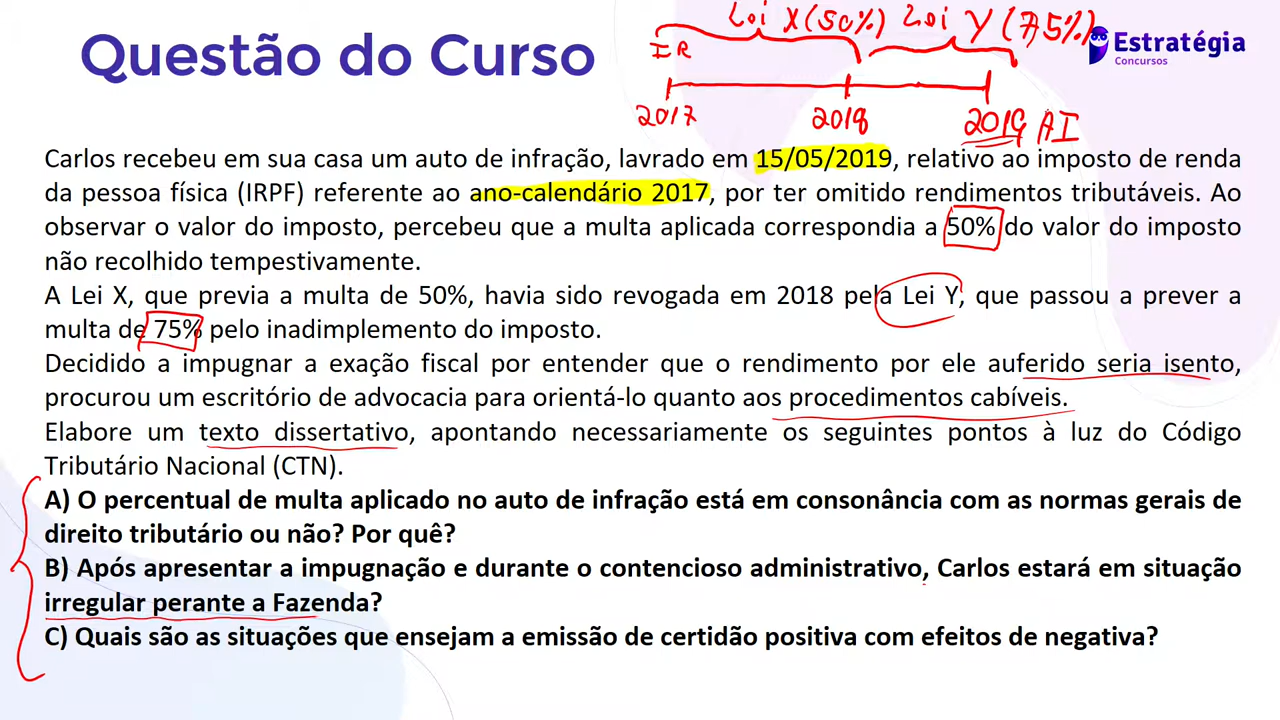 Lei X (50%) Lei Y (75%)
Questão do Curso
Estratégia
Concursos
IR
2017 2018 2019 AI
Carlos recebeu em sua casa um auto de infração, lavrado em 15/05/2019, relativo ao imposto de renda
da pessoa física (IRPF) referente ao ano-calendário 2017, por ter omitido rendimentos tributáveis. Ao
observar o valor do imposto, percebeu que a multa aplicada correspondia a 50% do valor do imposto
não recolhido tempestivamente.
A Lei X, que previa a multa de 50%, havia sido revogada em 2018 pela Lei Y, que passou a prever a
multa de 75% pelo inadimplemento do imposto.
Decidido a impugnar a exação fiscal por entender que o rendimento por ele auferido seria isento,
procurou um escritório de advocacia para orientá-lo quanto aos procedimentos cabíveis.
Elabore um texto dissertativo, apontando necessariamente os seguintes pontos à luz do Código
Tributário Nacional (CTN).
A) O percentual de multa aplicado no auto de infração está em consonância com as normas gerais de
direito tributário ou não? Por quê?
B) Após apresentar a impugnação e durante o contencioso administrativo, Carlos estará em situação
irregular perante a Fazenda?
C) Quais são as situações que ensejam a emissão de certidão positiva com efeitos de negativa?